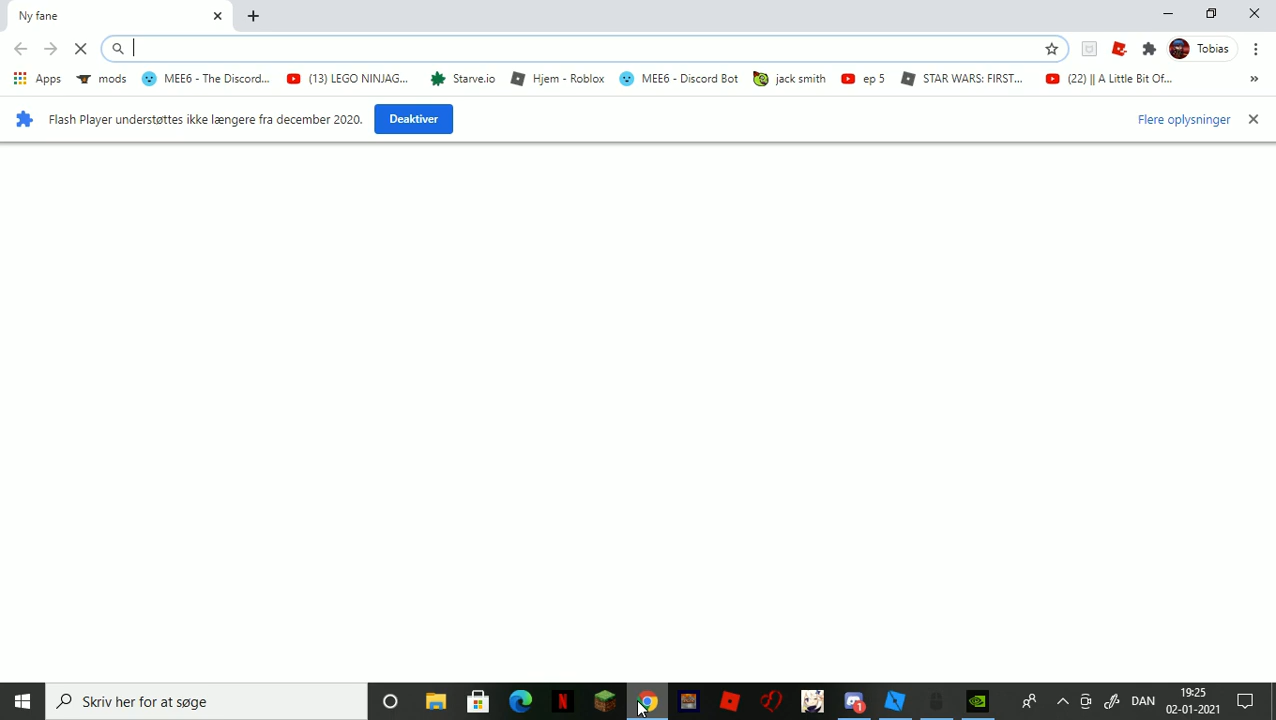 Ny fane
Tobias
Apps mods MEE6 - The Discord... (13) LEGO NINJAG... Starve.io Hjem - Roblox MEE6 - Discord Bot jack smith ep 5 STAR WARS: FIRST... (22) || A Little Bit Of... »
Flash Player understøttes ikke længere fra december 2020. Deaktiver Flere oplysninger
Skriv her for at søge
1
DAN
19:25
02-01-2021